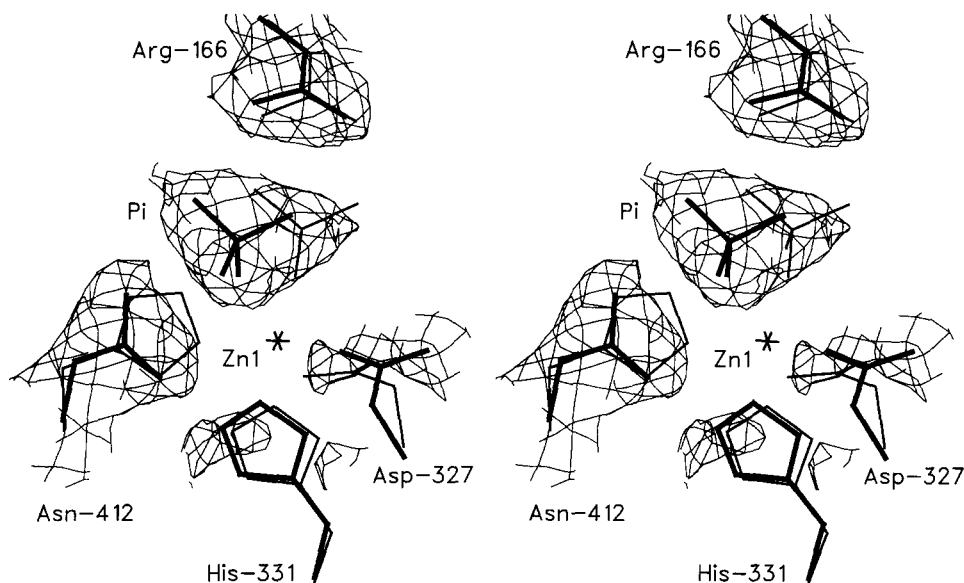 Arg-166
Arg-166
Pi
Pi
Zn1
Zn1
Asp-327
Asp-327
Asn-412
Asn-412
His-331
His-331